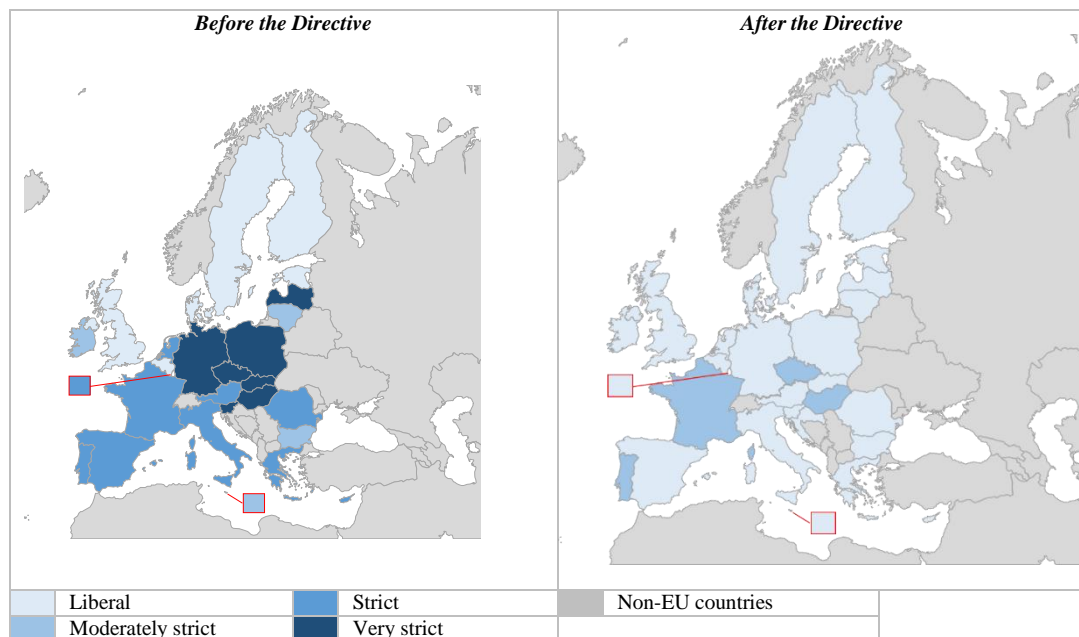 Before the Directive
After the Directive
Liberal
Strict
Non-EU countries
Moderately strict
Very strict